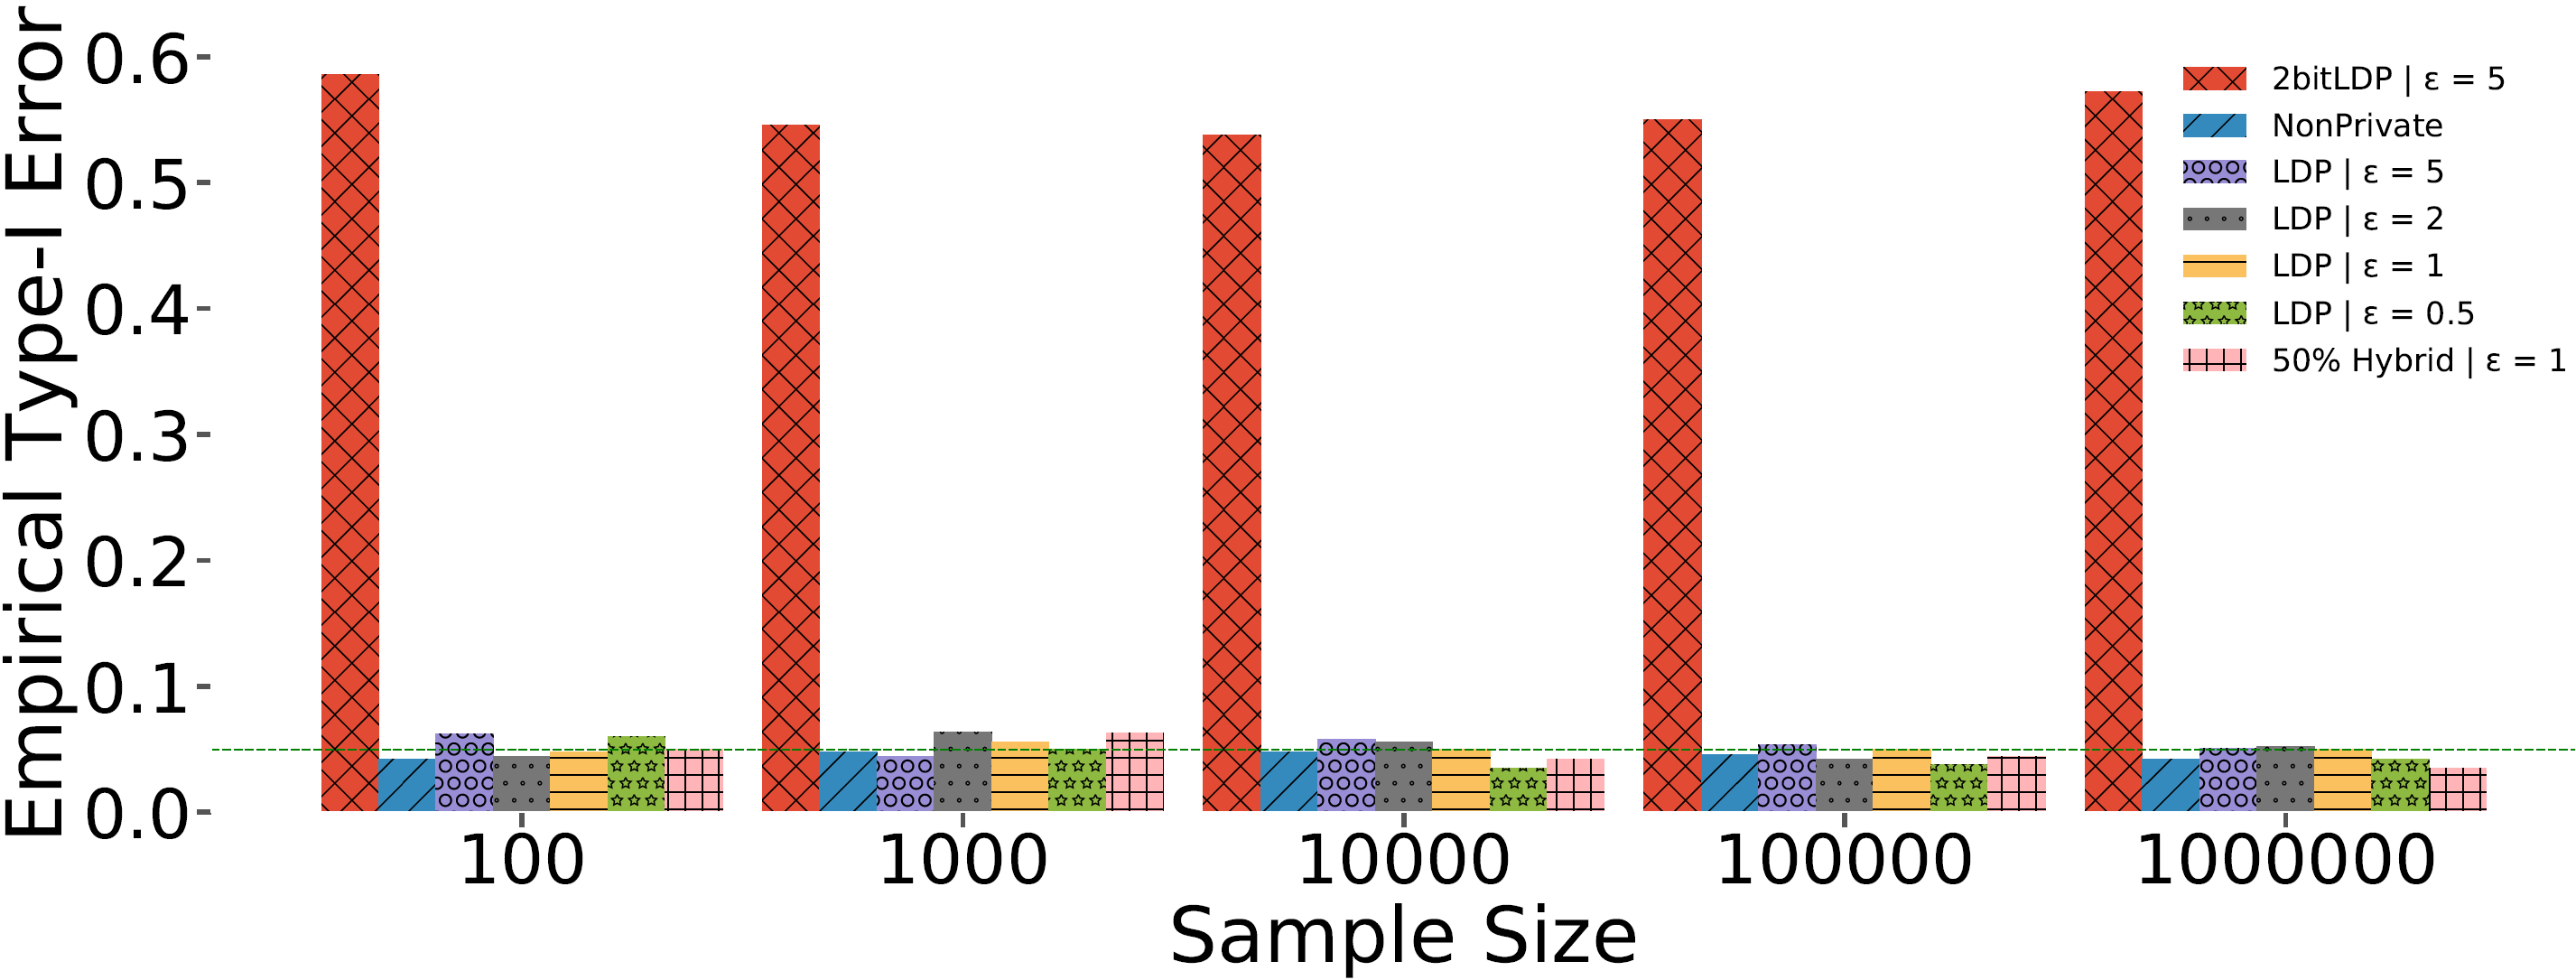 Empirical Type-I Error
0.6
0.5
0.4
0.3
0.2
0.1
0.0
2bitLDP | ε = 5
NonPrivate
LDP | ε = 5
LDP | ε = 2
LDP | ε = 1
LDP | ε = 0.5
50% Hybrid | ε = 1
100 1000 10000 100000 1000000
Sample Size